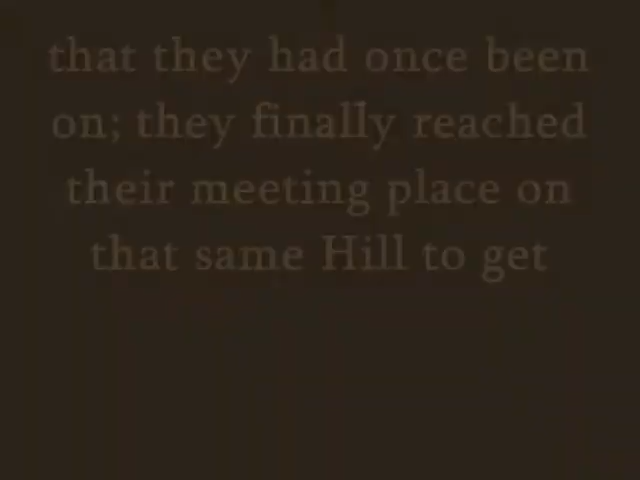 that they had once been
on; they finally reached
their meeting place on
that same Hill to get